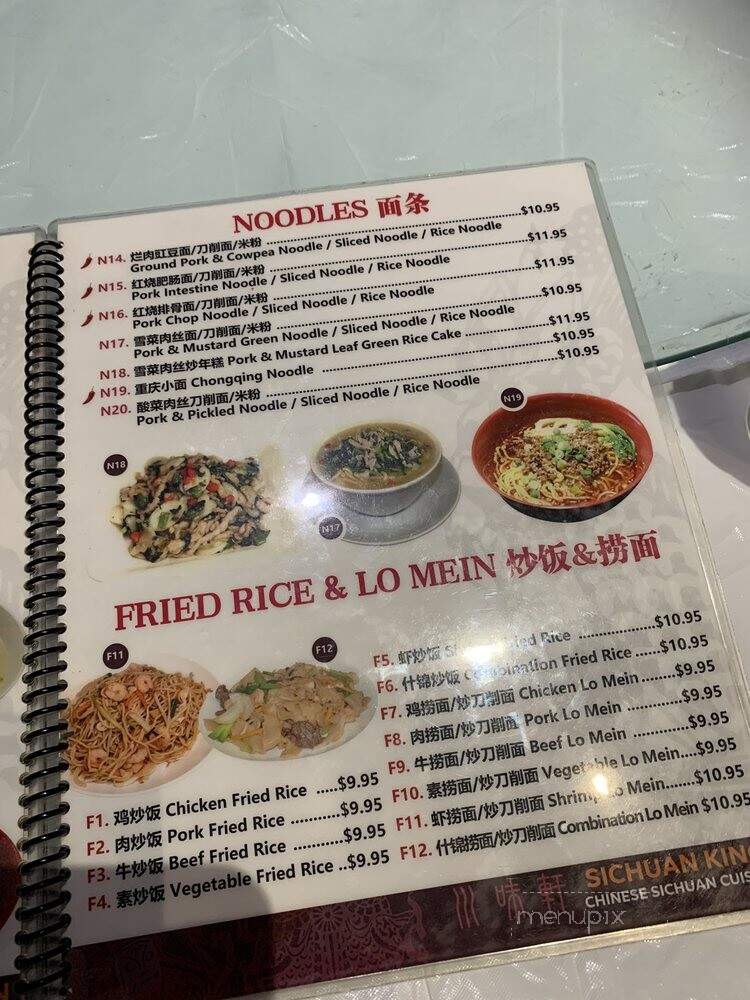 NOODLES 面条
N14. 烂肉豇豆面/刀削面/米粉 ........ $10.95
Ground Pork & Cowpea Noodle / Sliced Noodle / Rice Noodle
N15. 红烧肥肠面/刀削面/米粉 ........ $11.95
Pork Intestine Noodle / Sliced Noodle / Rice Noodle
N16. 红烧排骨面/刀削面/米粉 ........ $11.95
Pork Chop Noodle / Sliced Noodle / Rice Noodle
N17. 雪菜肉丝面/刀削面/米粉 ........ $10.95
Pork & Mustard Green Noodle / Sliced Noodle / Rice Noodle
N18. 雪菜肉丝炒年糕 Pork & Mustard Leaf Green Rice Cake ........ $11.95
N19. 重庆小面 Chongqing Noodle ........ $10.95
N20. 酸菜肉丝刀削面/米粉 ........ $10.95
Pork & Pickled Noodle / Sliced Noodle / Rice Noodle
N18
N17
N19
FRIED RICE & LO MEIN 炒饭&捞面
F11
F12
F1. 鸡炒饭 Chicken Fried Rice .....$9.95
F2. 肉炒饭 Pork Fried Rice ...........$9.95
F3. 牛炒饭 Beef Fried Rice ...........$9.95
F4. 素炒饭 Vegetable Fried Rice ..$9.95
F5. 虾炒饭 Fried Rice ...............$10.95
F6. 什锦炒饭 Combination Fried Rice .....$10.95
F7. 鸡捞面/炒刀削面 Chicken Lo Mein .......$9.95
F8. 肉捞面/炒刀削面 Pork Lo Mein ...........$9.95
F9. 牛捞面/炒刀削面 Beef Lo Mein ...........$9.95
F10. 素捞面/炒刀削面 Vegetable Lo Mein....$9.95
F11. 虾捞面/炒刀削面 Shrimp Lo Mein.......$10.95
F12. 什锦捞面/炒刀削面 Combination Lo Mein $10.95
川味軒
SICHUAN KING
CHINESE SICHUAN CUIS
menupix